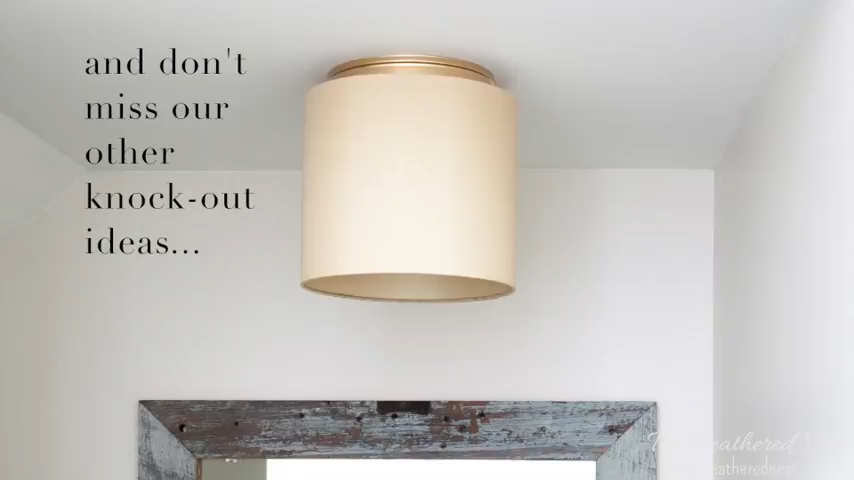 and don't
miss our
other
knock-out
ideas...